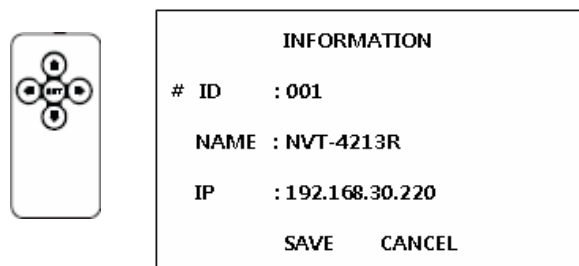 INFORMATION
# ID : 001
NAME : NVT-4213R
IP : 192.168.30.220
SAVE CANCEL